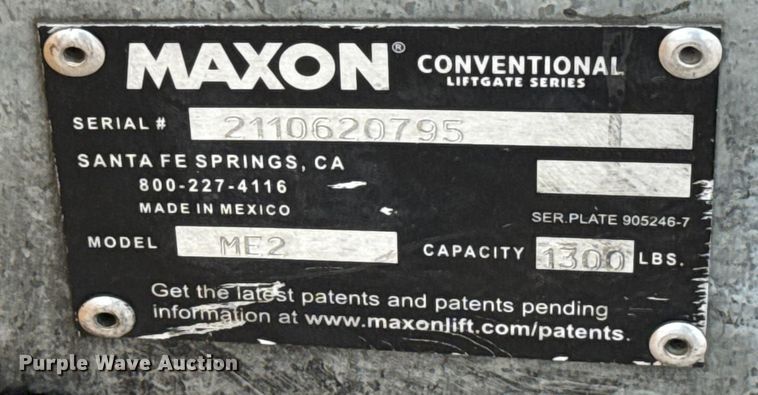 MAXON® CONVENTIONAL
LIFTGATE SERIES
SERIAL # 2110620795
SANTA FE SPRINGS, CA
800-227-4116
MADE IN MEXICO
SER.PLATE 905246-7
MODEL ME2 CAPACITY 1300 LBS.
Get the latest patents and patents pending
information at www.maxonlift.com/patents.
Purple Wave Auction